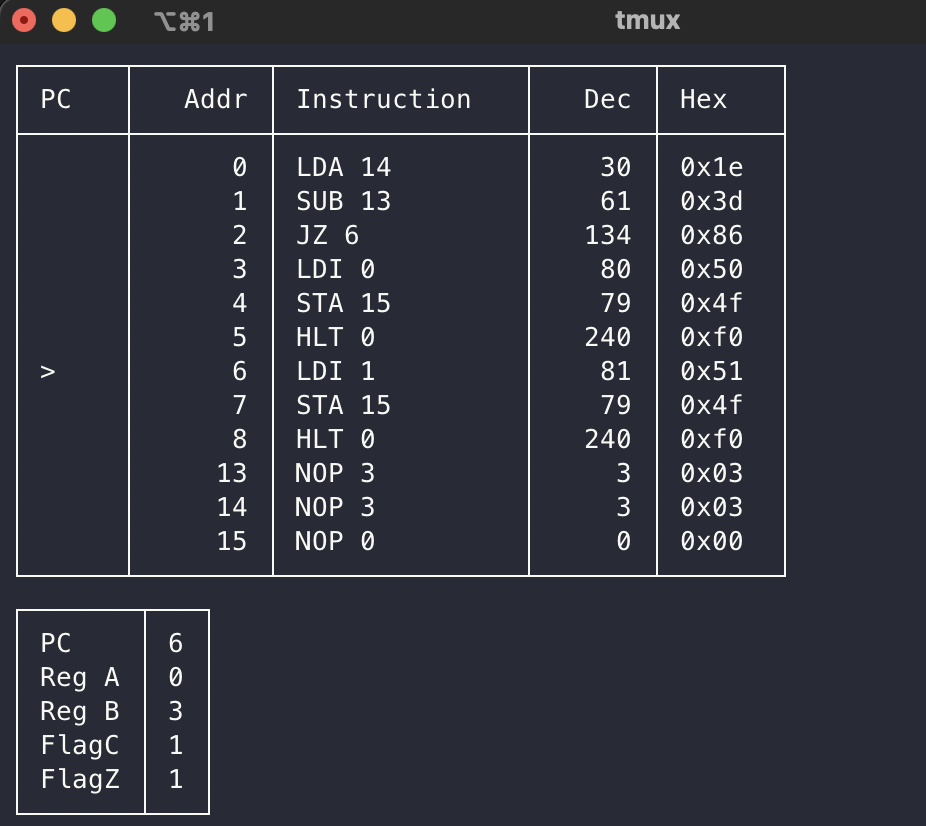 ⌥⌘1 tmux
PC Addr Instruction Dec Hex
0 LDA 14 30 0x1e
1 SUB 13 61 0x3d
2 JZ 6 134 0x86
3 LDI 0 80 0x50
4 STA 15 79 0x4f
5 HLT 0 240 0xf0
> 6 LDI 1 81 0x51
7 STA 15 79 0x4f
8 HLT 0 240 0xf0
13 NOP 3 3 0x03
14 NOP 3 3 0x03
15 NOP 0 0 0x00
PC 6
Reg A 0
Reg B 3
FlagC 1
FlagZ 1